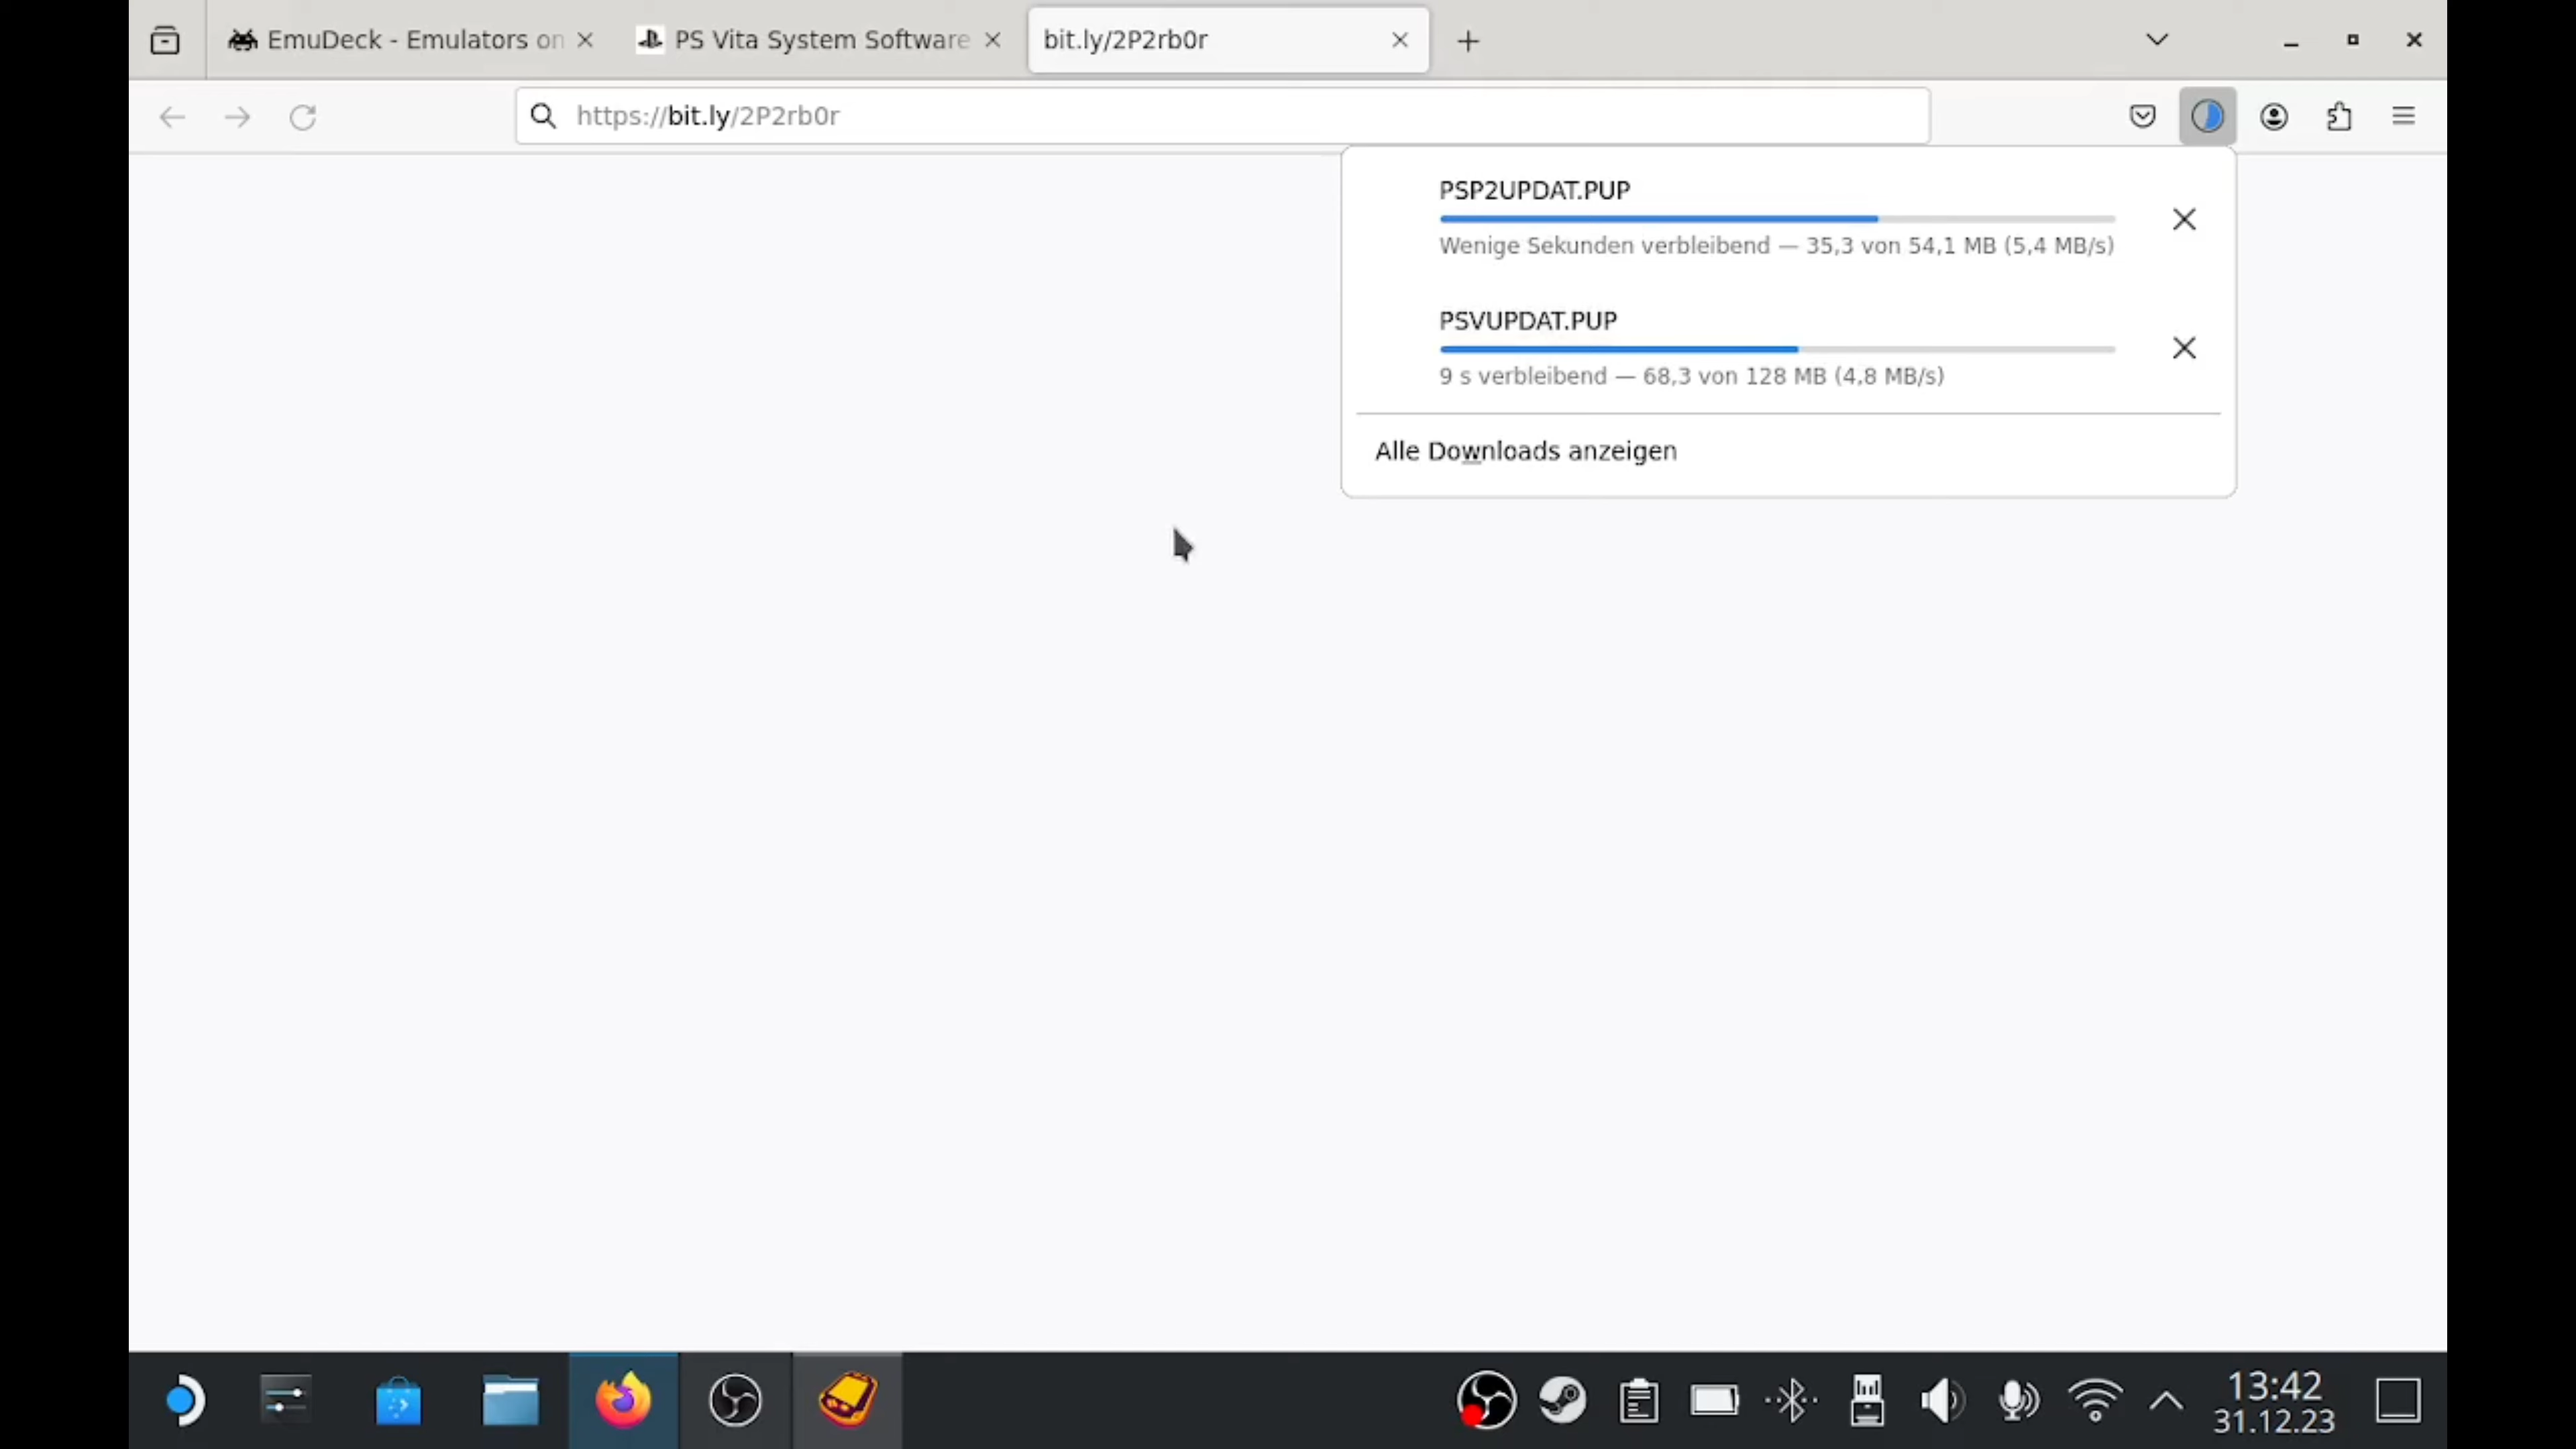 EmuDeck - Emulators on
PS Vita System Software
bit.ly/2P2rb0r
https://bit.ly/2P2rb0r
PSP2UPDAT.PUP
Wenige Sekunden verbleibend — 35,3 von 54,1 MB (5,4 MB/s)
PSVUPDAT.PUP
9 s verbleibend — 68,3 von 128 MB (4,8 MB/s)
Alle Downloads anzeigen
13:42
31.12.23